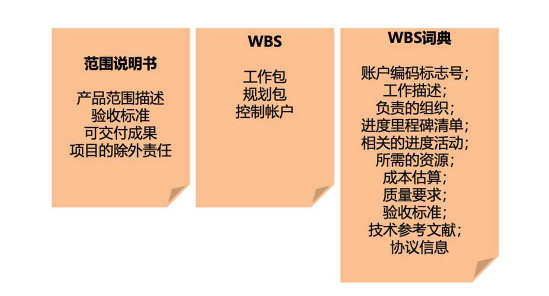 范围说明书
产品范围描述
验收标准
可交付成果
项目的除外责任
WBS
工作包
规划包
控制帐户
WBS词典
账户编码标志号；
工作描述；
负责的组织；
进度里程碑清单；
相关的进度活动；
所需的资源；
成本估算；
质量要求；
验收标准；
技术参考文献；
协议信息